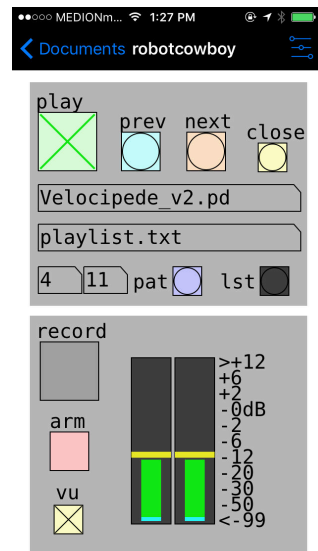 MEDIONm... 1:27 PM
Documents robotcowboy
play
prev next close
Velocipede_v2.pd
playlist.txt
4 11 pat lst
record
arm
vu
>+12
+6
+2
-0dB
-2
-6
-12
-20
-30
-50
<-99